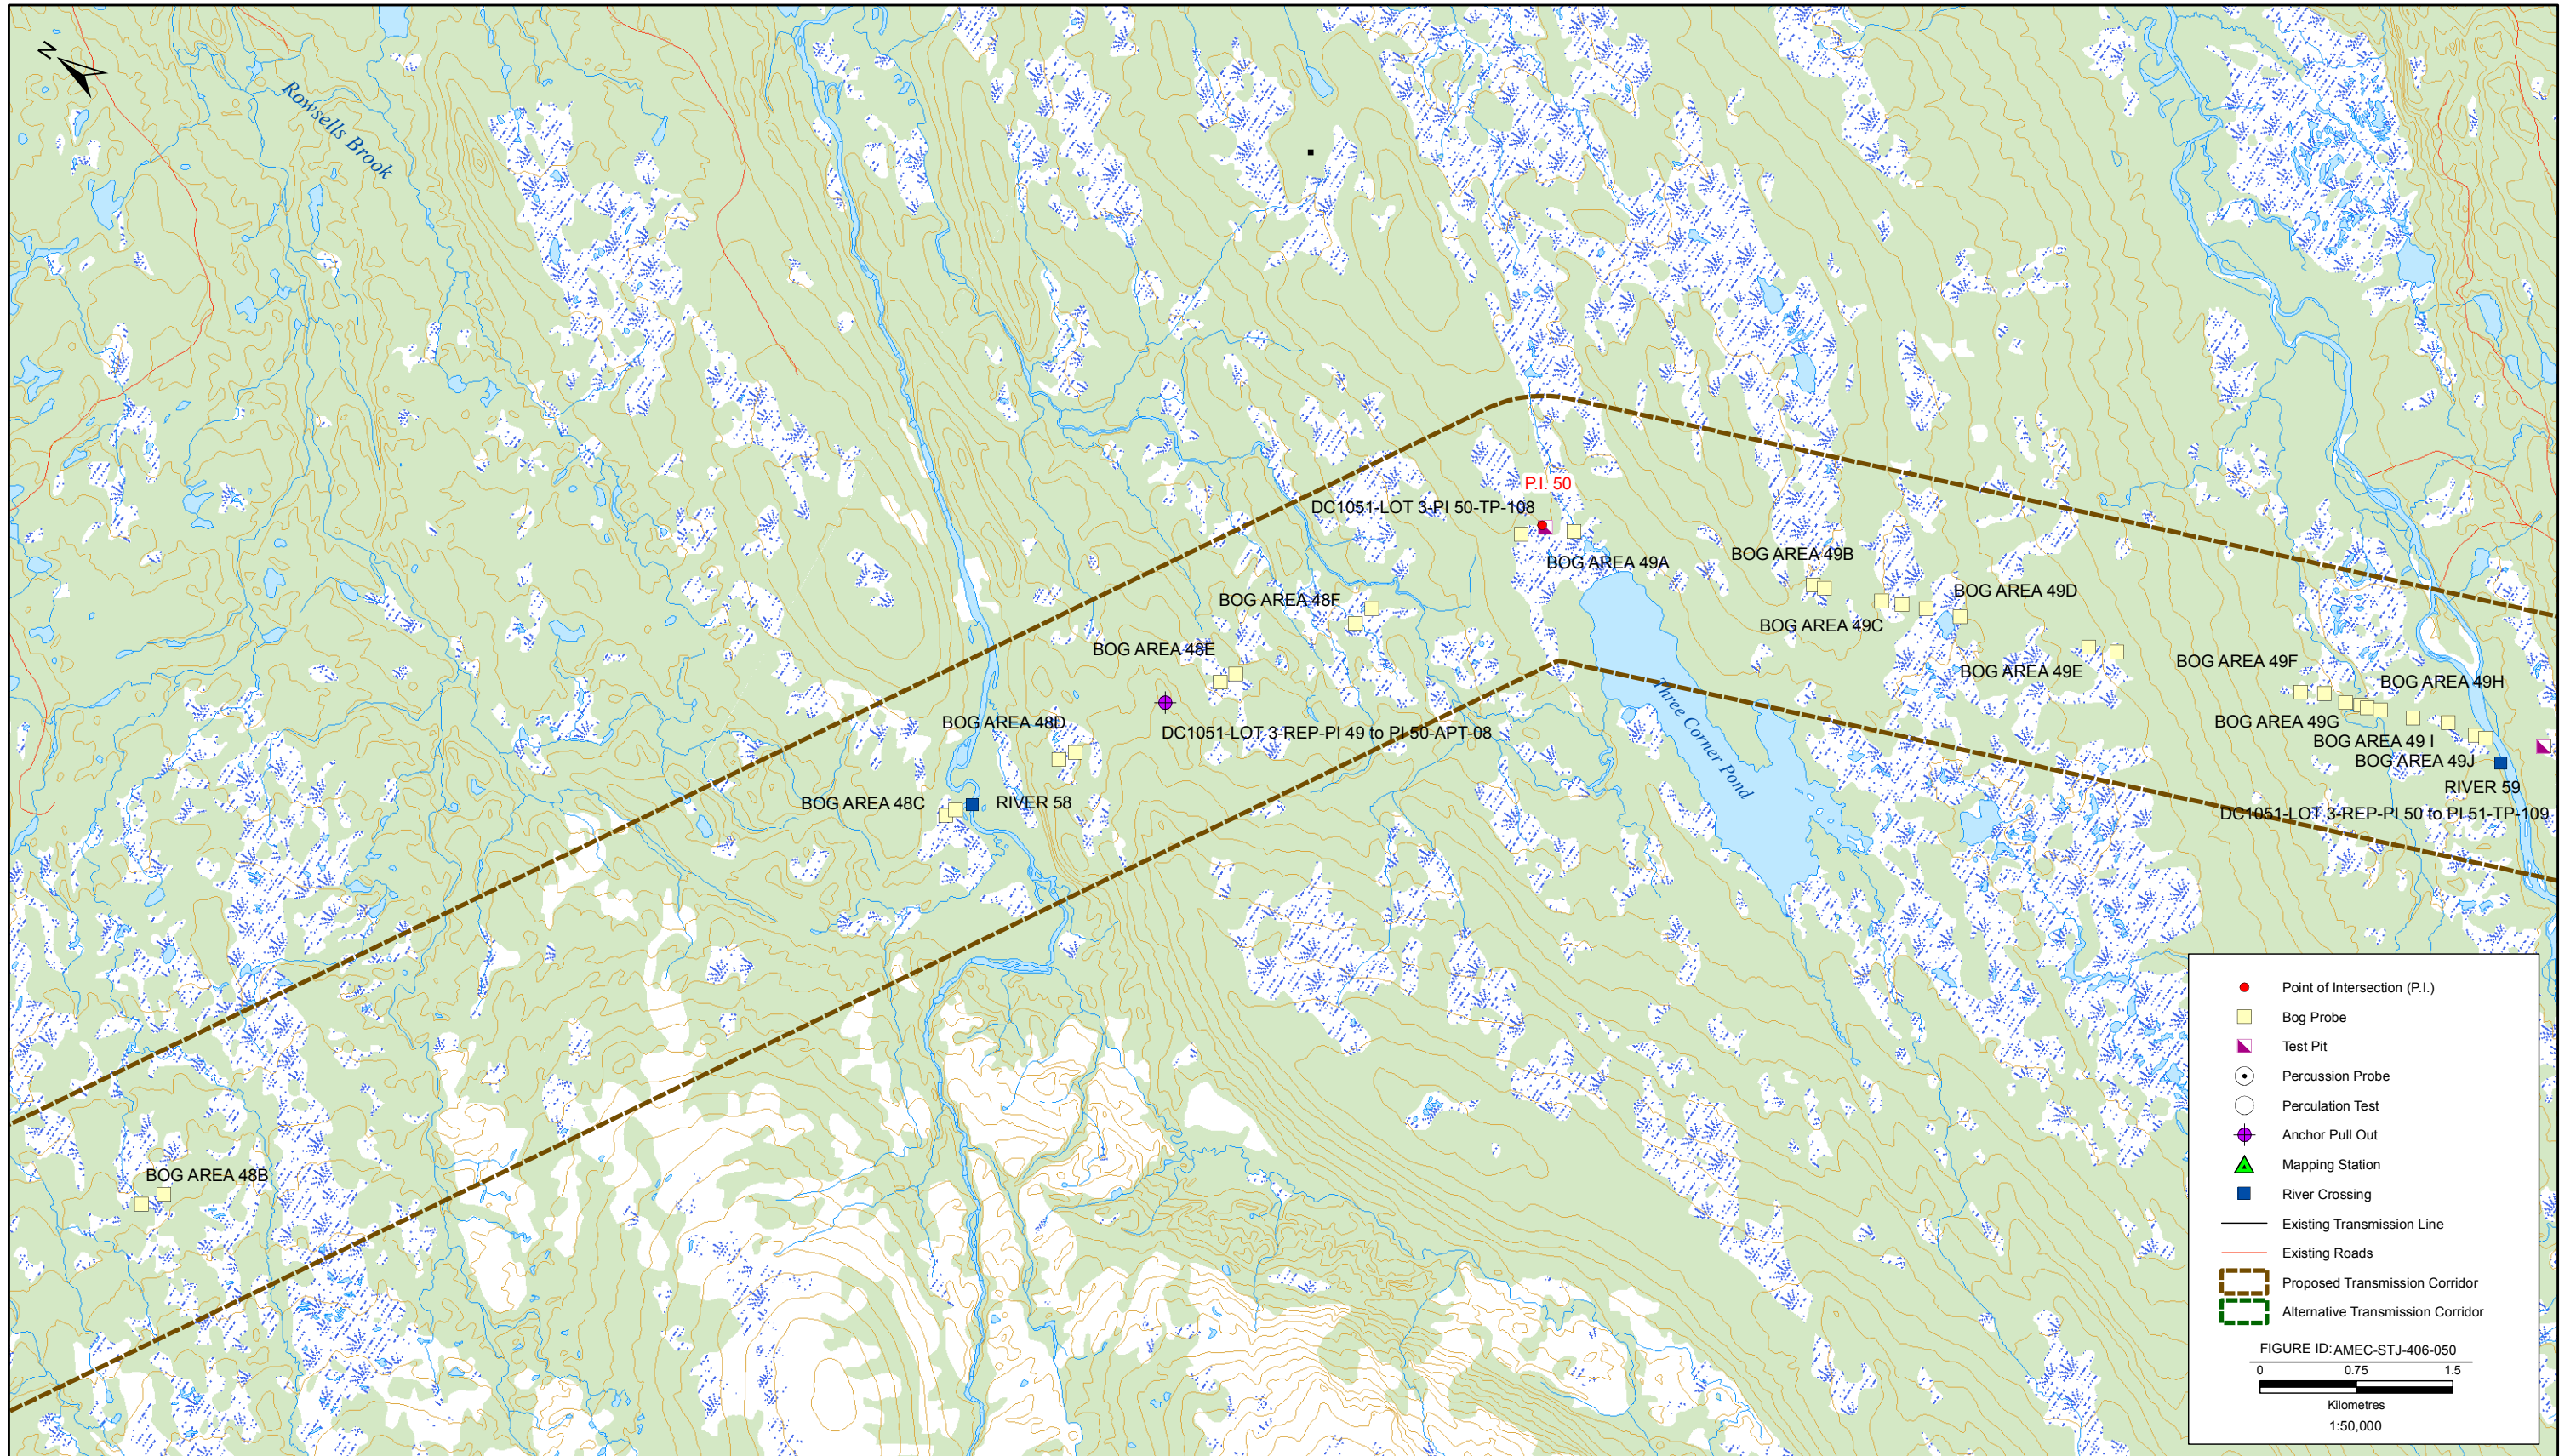 N
Rowsells Brook
P.I. 50
DC1051-LOT 3-PI 50-TP-108
BOG AREA 49A
BOG AREA 49B
BOG AREA 49D
BOG AREA 48F
BOG AREA 49C
BOG AREA 48E
BOG AREA 49E
BOG AREA 49F
BOG AREA 49H
Three Corner Pond
BOG AREA 48D
DC1051-LOT 3-REP-PI 49 to PI 50-APT-08
BOG AREA 49G
BOG AREA 49 I
BOG AREA 49J
RIVER 59
BOG AREA 48C
RIVER 58
DC1051-LOT 3-REP-PI 50 to PI 51-TP-109
BOG AREA 48B
Point of Intersection (P.I.)
Bog Probe
Test Pit
Percussion Probe
Perculation Test
Anchor Pull Out
Mapping Station
River Crossing
Existing Transmission Line
Existing Roads
Proposed Transmission Corridor
Alternative Transmission Corridor
FIGURE ID: AMEC-STJ-406-050
0 0.75 1.5
Kilometres
1:50,000